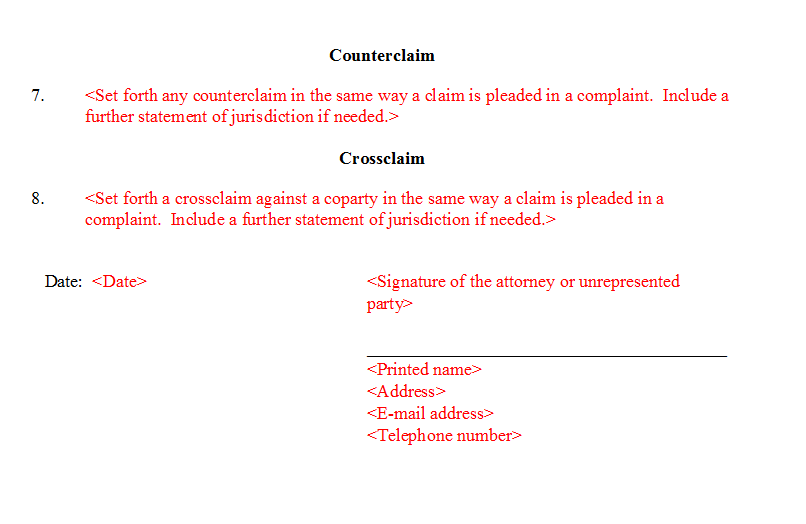 Counterclaim
7. <Set forth any counterclaim in the same way a claim is pleaded in a complaint. Include a
further statement of jurisdiction if needed.>
Crossclaim
8. <Set forth a crossclaim against a coparty in the same way a claim is pleaded in a
complaint. Include a further statement of jurisdiction if needed.>
Date: <Date> <Signature of the attorney or unrepresented
party>
<Printed name>
<Address>
<E-mail address>
<Telephone number>